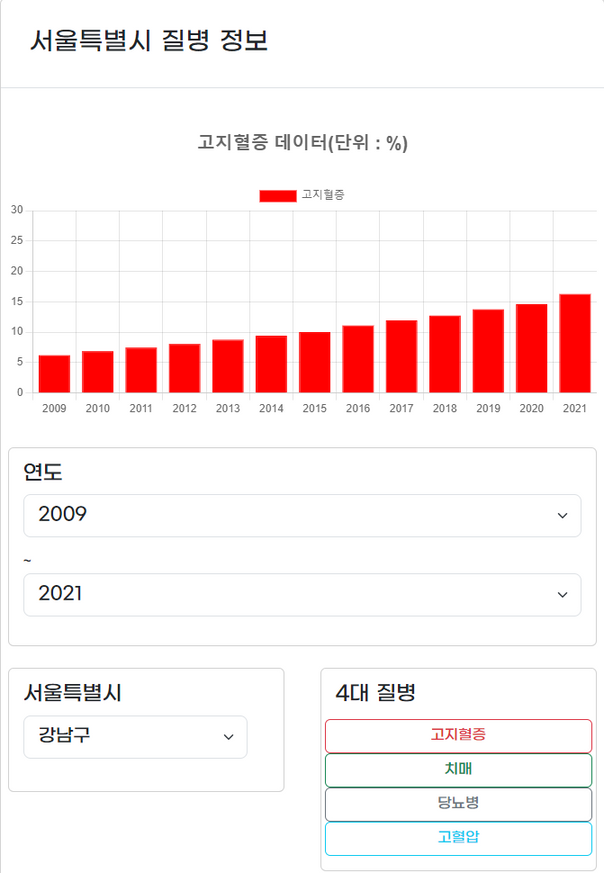 서울특별시 질병 정보
고지혈증 데이터(단위 : %)
고지혈증
30
25
20
15
10
5
0
2009 2010 2011 2012 2013 2014 2015 2016 2017 2018 2019 2020 2021
연도
2009
~
2021
서울특별시
강남구
4대 질병
고지혈증
치매
당뇨병
고혈압